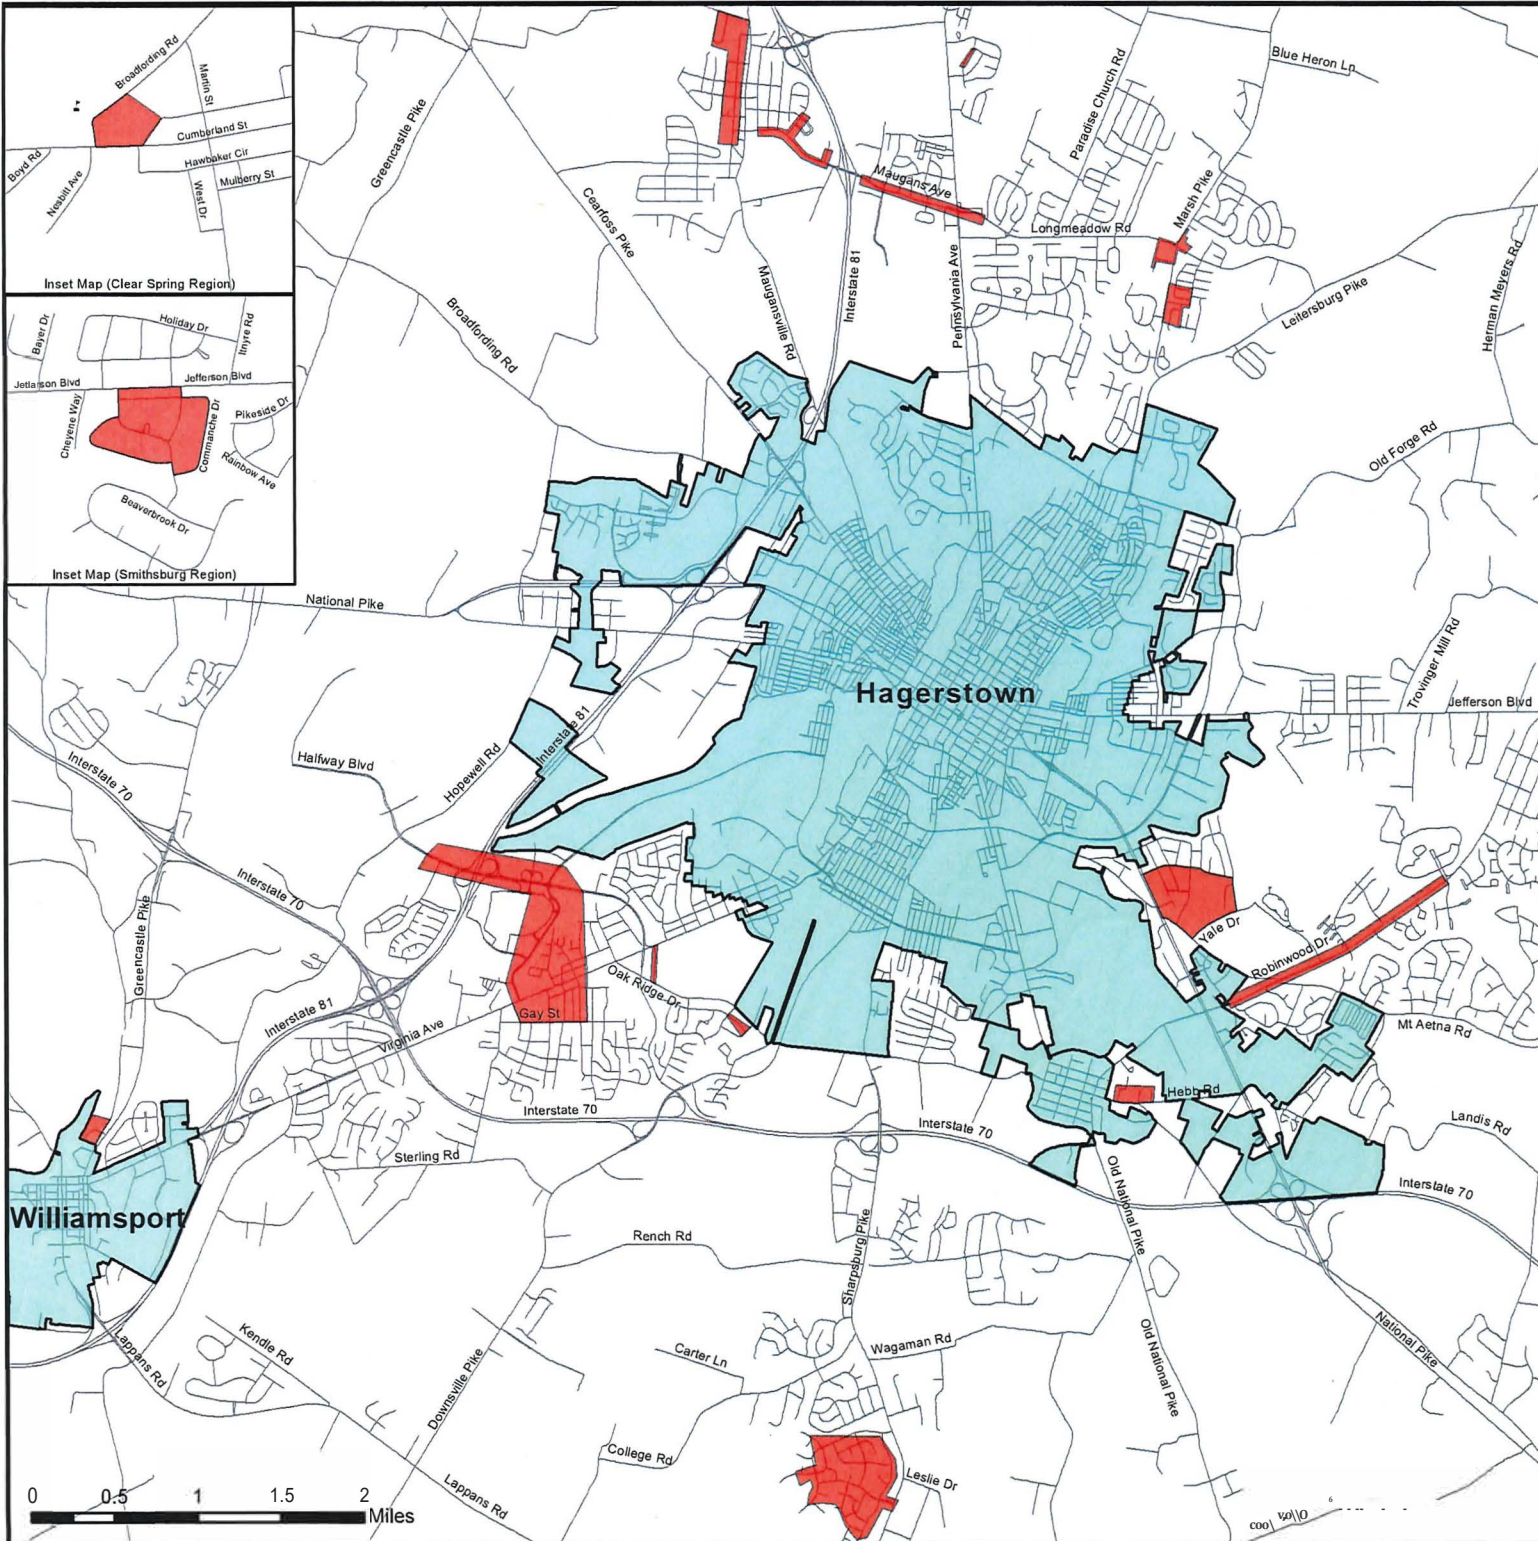 Broadfording Rd
Martin St
Cumberland St
Boyd Rd
Hawbaker Cir
Nesbitt Ave
West Dr
Mulberry St
Inset Map (Clear Spring Region)
Holiday Dr
Bayer Dr
Itnyre Rd
Jetlarson Blvd
Jefferson Blvd
Cheyene Way
Commanche Dr
Pikeside Dr
Rainbow Ave
Beaverbrook Dr
Inset Map (Smithsburg Region)
Greencastle Pike
Cearfoss Pike
Broadfording Rd
Maugansville Rd
Interstate 81
Maugans Ave
Pennsylvania Ave
Paradise Church Rd
Blue Heron Ln
Marsh Pike
Longmeadow Rd
Leitersburg Pike
Herman Meyers Rd
Old Forge Rd
National Pike
Trovinger Mill Rd
Hagerstown
Jefferson Blvd
Interstate 70
Halfway Blvd
Hopewell Rd
Interstate 81
Interstate 70
Greencastle Pike
Yale Dr
Robinwood Dr
Oak Ridge Dr
Gay St
Interstate 81
Virginia Ave
Mt Aetna Rd
Hebb Rd
Interstate 70
Interstate 70
Landis Rd
Sterling Rd
Old National Pike
Interstate 70
Williamsport
Rench Rd
Sharpsburg Pike
Kendle Rd
Lappans Rd
Downsville Pike
Carter Ln
Wagaman Rd
Old National Pike
National Pike
College Rd
Leslie Dr
Lappans Rd
0 0.5 1 1.5 2
Miles